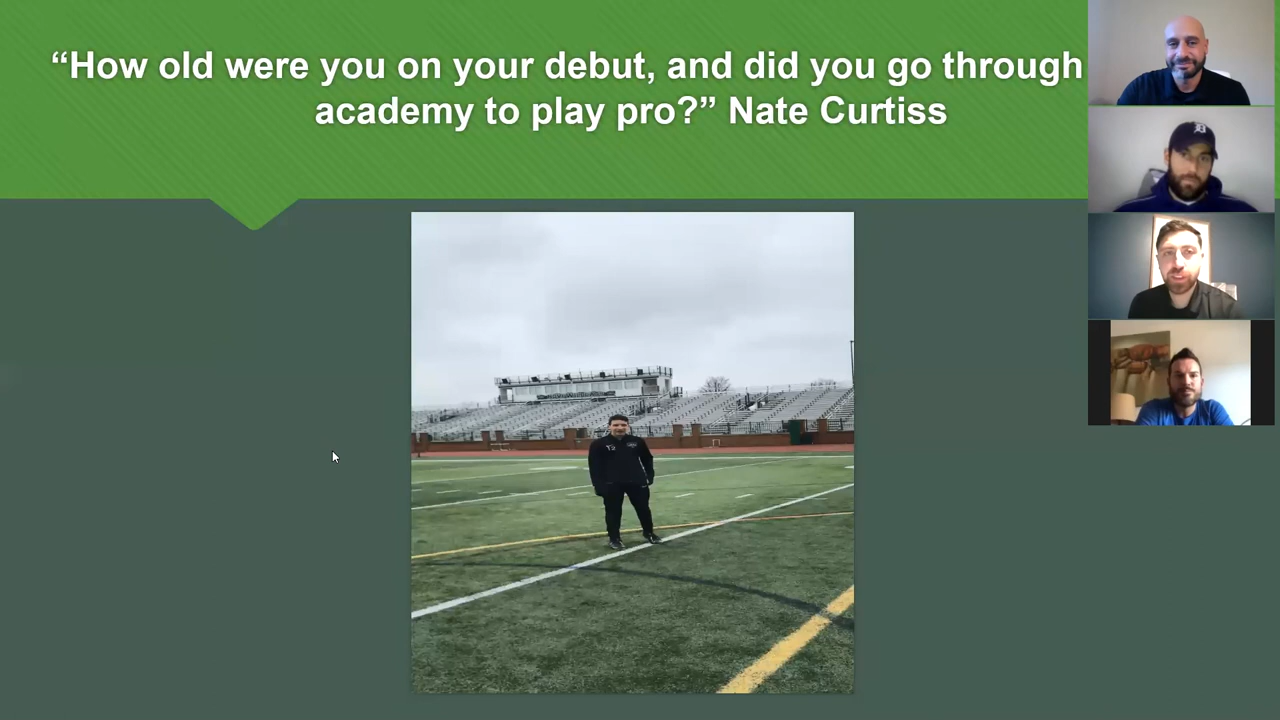 “How old were you on your debut, and did you go through
academy to play pro?” Nate Curtiss